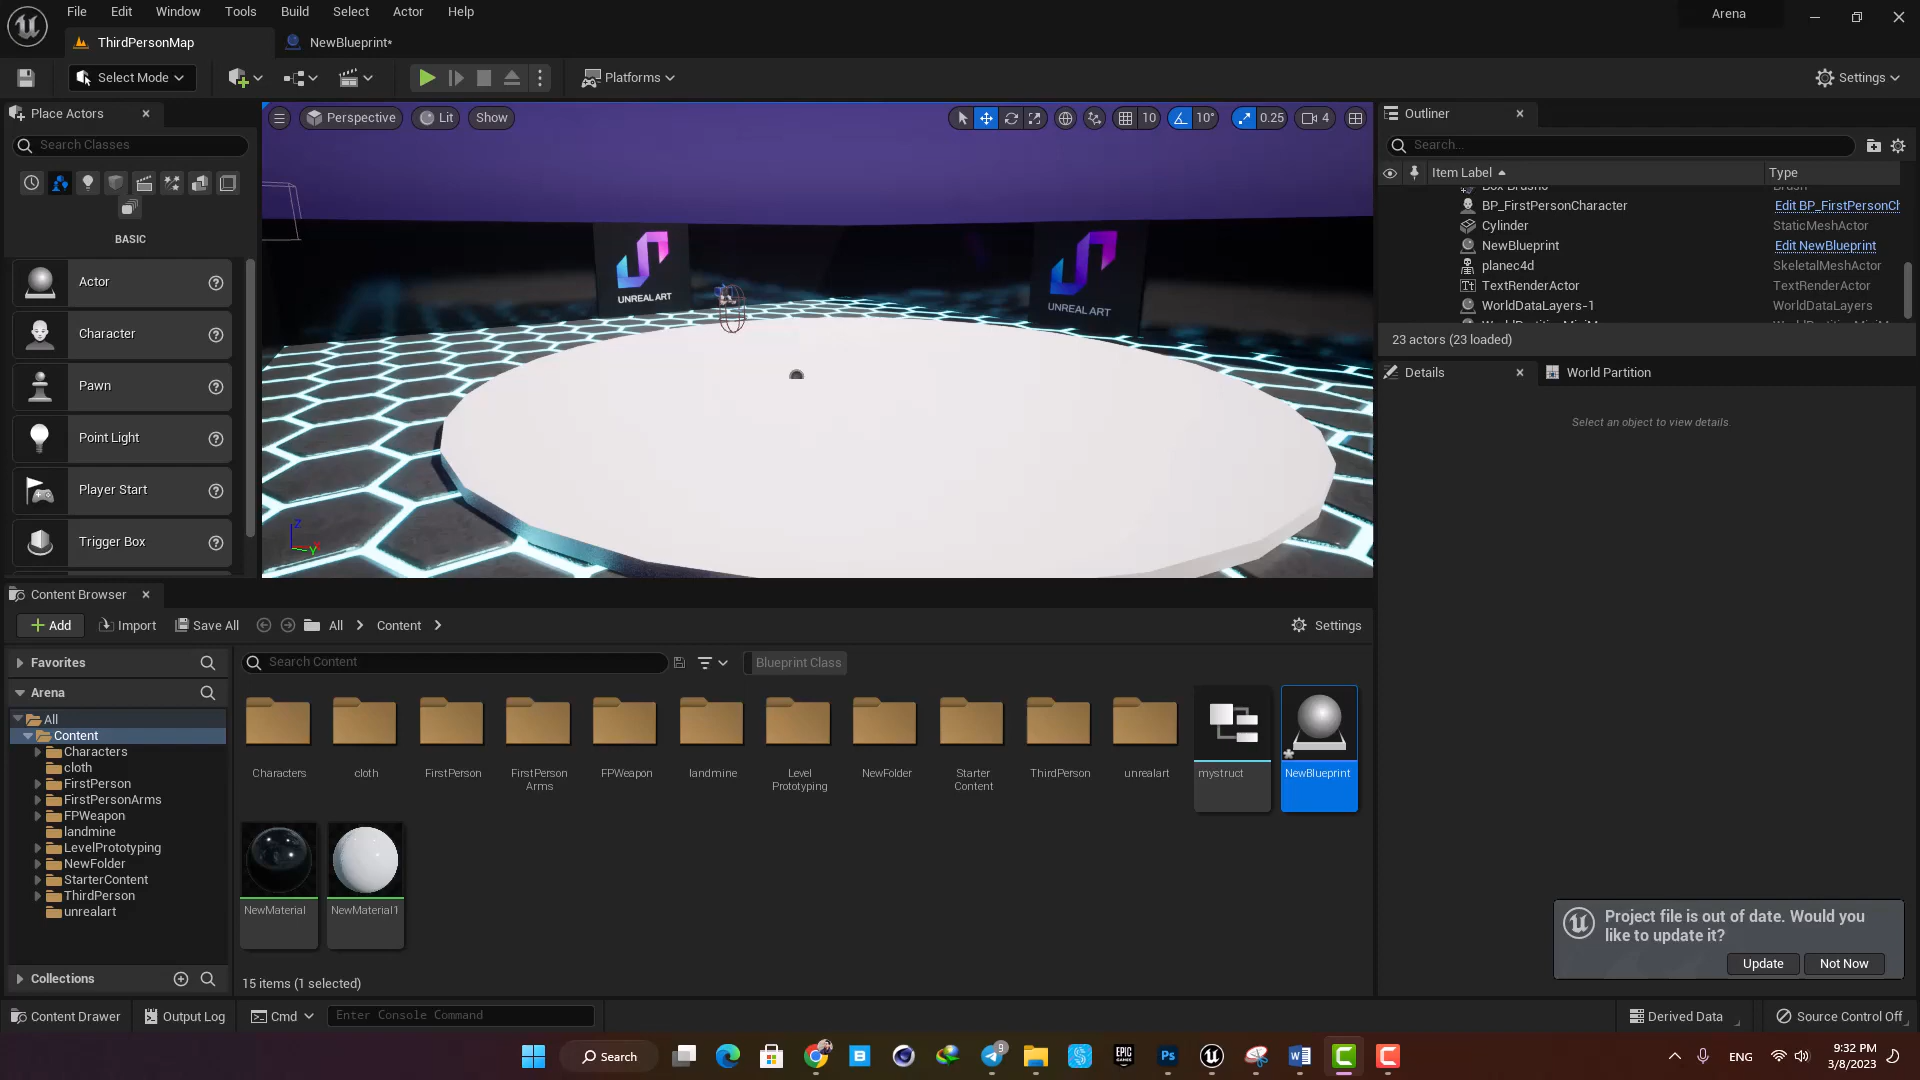 File Edit Window Tools Build Select Actor Help
Arena
ThirdPersonMap
NewBlueprint*
Select Mode
Platforms
Settings
Place Actors
Search Classes
BASIC
Actor
Character
Pawn
Point Light
Player Start
Trigger Box
Perspective
Lit
Show
10
10°
0.25
4
UNREAL ART
UNREAL ART
Z
Y
Outliner
Search...
Item Label
Type
BP_FirstPersonCharacter Edit BP_FirstPersonCh
Cylinder StaticMeshActor
NewBlueprint Edit NewBlueprint
planec4d SkeletalMeshActor
TextRenderActor TextRenderActor
WorldDataLayers-1 WorldDataLayers
23 actors (23 loaded)
Details
World Partition
Select an object to view details.
Content Browser
Add
Import
Save All
All
Content
Settings
Favorites
Arena
All
Content
Characters
cloth
FirstPerson
FirstPersonArms
FPWeapon
landmine
LevelPrototyping
NewFolder
StarterContent
ThirdPerson
unrealart
Collections
Search Content
Blueprint Class
Characters
cloth
FirstPerson
FirstPerson
Arms
FPWeapon
landmine
Level
Prototyping
NewFolder
Starter
Content
ThirdPerson
unrealart
mystruct
NewBlueprint
NewMaterial
NewMaterial1
15 items (1 selected)
Project file is out of date. Would you
like to update it?
Update
Not Now
Content Drawer
Output Log
Cmd
Enter Console Command
Derived Data
Source Control Off
Search
9
EPIC
GAMES
Ps
ENG
9:32 PM
3/8/2023